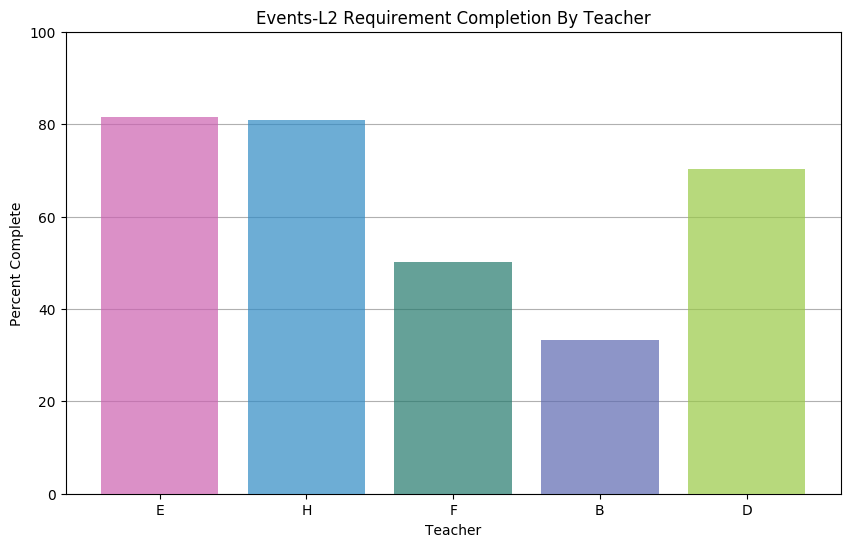 Events-L2 Requirement Completion By Teacher
100
80
60
40
20
0
Percent Complete
E H F B D
Teacher